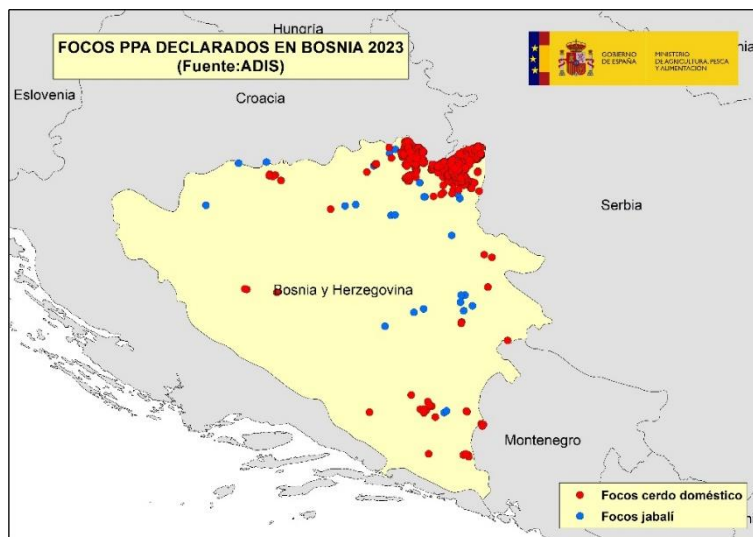 Hungría
FOCOS PPA DECLARADOS EN BOSNIA 2023
(Fuente:ADIS)
GOBIERNO
DE ESPAÑA
MINISTERIO
DE AGRICULTURA, PESCA
Y ALIMENTACIÓN
Eslovenia
Croacia
Serbia
Bosnia y Herzegovina
Montenegro
Focos cerdo doméstico
Focos jabalí